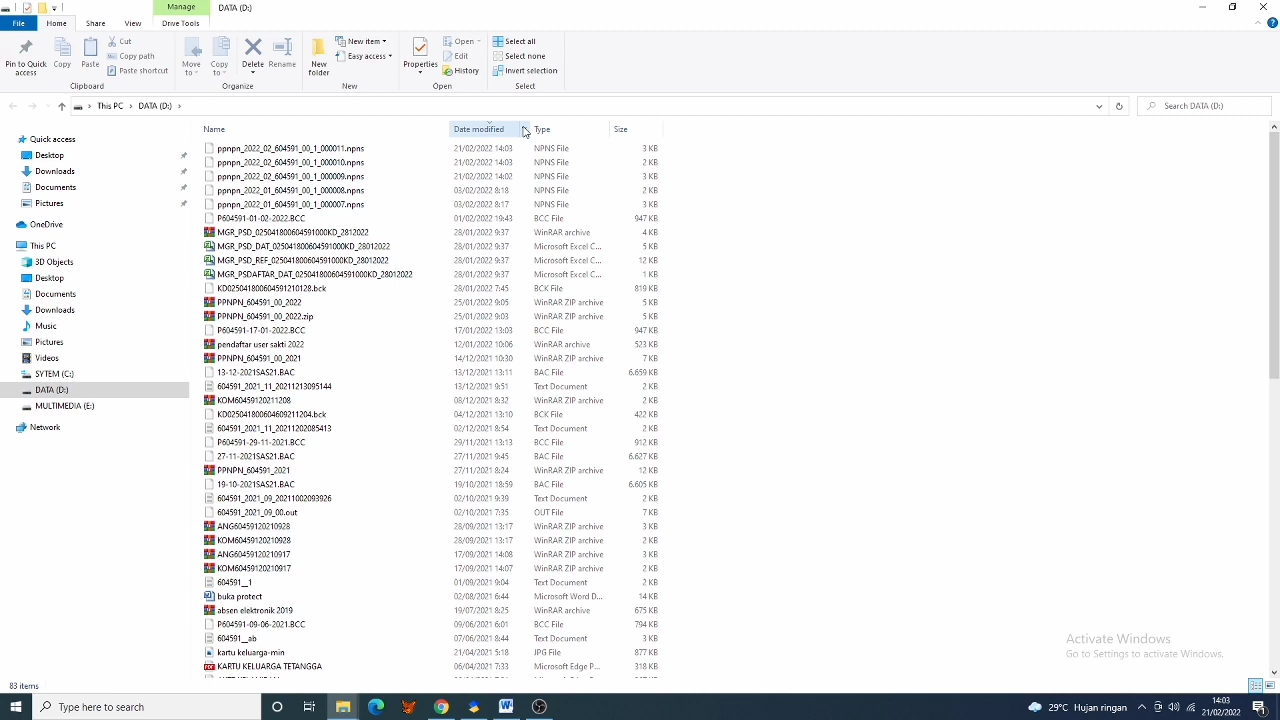 Manage DATA (D:)
File Home Share View Drive Tools
Pin to Quick access Copy Paste Cut Copy path Paste shortcut Move to Copy to Delete Rename New folder New item Easy access Properties Open Edit History Select all Select none Invert selection
Clipboard Organize New Open Select
This PC DATA (D:) Search DATA (D:)
Name Date modified Type Size
Quick access
Desktop
Downloads
Documents
Pictures
OneDrive
This PC
3D Objects
Desktop
Documents
Downloads
Music
Pictures
Videos
SYTEM (C:)
DATA (D:)
MULTIMEDIA (E:)
Network
ppnpn_2022_02_604591_00_1_000011.npns 21/02/2022 14:03 NPNS File 3 KB
ppnpn_2022_02_604591_00_1_000010.npns 21/02/2022 14:03 NPNS File 2 KB
ppnpn_2022_02_604591_00_1_000009.npns 21/02/2022 14:02 NPNS File 3 KB
ppnpn_2022_01_604591_00_1_000008.npns 03/02/2022 8:18 NPNS File 2 KB
ppnpn_2022_01_604591_00_1_000007.npns 03/02/2022 8:17 NPNS File 3 KB
P604591-01-02-2022.BCC 01/02/2022 19:43 BCC File 947 KB
MGR_PSD_025041800604591000KD_2812022 28/01/2022 9:37 WinRAR archive 4 KB
MGR_PSD_DAT_025041800604591000KD_28012022 28/01/2022 9:37 Microsoft Excel C... 5 KB
MGR_PSD_REF_025041800604591000KD_28012022 28/01/2022 9:37 Microsoft Excel C... 12 KB
MGR_PSDAFTAR_DAT_025041800604591000KD_28012022 28/01/2022 9:37 Microsoft Excel C... 1 KB
KD025041800604591210128.bck 28/01/2022 7:45 BCK File 819 KB
PPNPN_604591_00_2022 25/01/2022 9:05 WinRAR ZIP archive 5 KB
PPNPN_604591_00_2022.zip 25/01/2022 9:03 WinRAR ZIP archive 5 KB
P604591-17-01-2022.BCC 17/01/2022 13:03 BCC File 947 KB
pendaftar user sakti 2022 12/01/2022 10:06 WinRAR archive 523 KB
PPNPN_604591_00_2021 14/12/2021 10:30 WinRAR ZIP archive 7 KB
13-12-2021SAS21.BAC 13/12/2021 13:11 BAC File 6.659 KB
604591_2021_11_20211213095144 13/12/2021 9:51 Text Document 2 KB
KOM60459120211208 08/12/2021 8:32 WinRAR ZIP archive 2 KB
KD025041800604609211204.bck 04/12/2021 13:10 BCK File 422 KB
604591_2021_11_20211202085413 02/12/2021 8:54 Text Document 2 KB
P604591-29-11-2021.BCC 29/11/2021 13:13 BCC File 912 KB
27-11-2021SAS21.BAC 27/11/2021 9:45 BAC File 6.627 KB
PPNPN_604591_2021 27/11/2021 8:24 WinRAR ZIP archive 12 KB
19-10-2021SAS21.BAC 19/10/2021 18:59 BAC File 6.605 KB
604591_2021_09_20211002093926 02/10/2021 9:39 Text Document 2 KB
604591_2021_09_00.out 02/10/2021 7:35 OUT File 7 KB
ANG60459120210928 28/09/2021 13:17 WinRAR ZIP archive 3 KB
KOM60459120210928 28/09/2021 13:17 WinRAR ZIP archive 2 KB
ANG60459120210917 17/09/2021 14:08 WinRAR ZIP archive 3 KB
KOM60459120210917 17/09/2021 14:07 WinRAR ZIP archive 2 KB
604591__1 01/09/2021 9:04 Text Document 2 KB
buka protect 02/08/2021 6:44 Microsoft Word D... 14 KB
absen elektronik 2019 19/07/2021 8:25 WinRAR archive 675 KB
P604591-09-06-2021.BCC 09/06/2021 6:01 BCC File 794 KB
604591__ab 07/06/2021 8:44 Text Document 3 KB
kartu keluarga-min 21/04/2021 5:18 JPG File 877 KB
KARTU KELUARGA TETANGGA 06/04/2021 7:33 Microsoft Edge P... 318 KB
Activate Windows
Go to Settings to activate Windows.
83 items
Type here to search 29°C Hujan ringan 14:03
21/02/2022